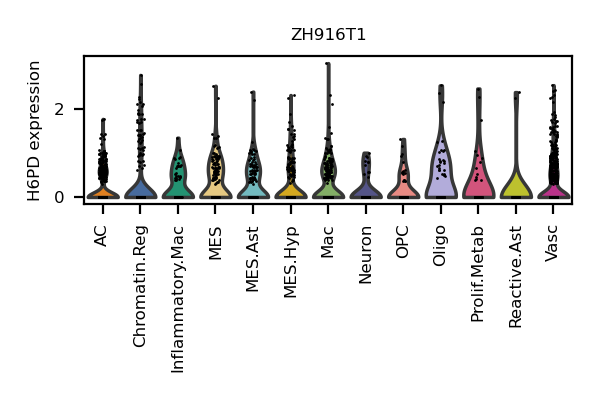 ZH916T1
H6PD expression
2
0
AC
Chromatin.Reg
Inflammatory.Mac
MES
MES.Ast
MES.Hyp
Mac
Neuron
OPC
Oligo
Prolif.Metab
Reactive.Ast
Vasc